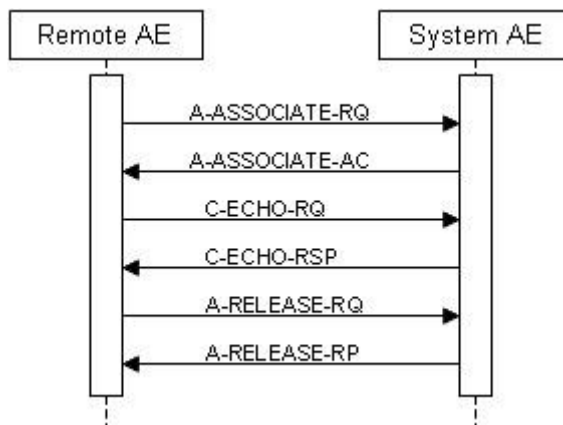 Remote AE
System AE
A-ASSOCIATE-RQ
A-ASSOCIATE-AC
C-ECHO-RQ
C-ECHO-RSP
A-RELEASE-RQ
A-RELEASE-RP